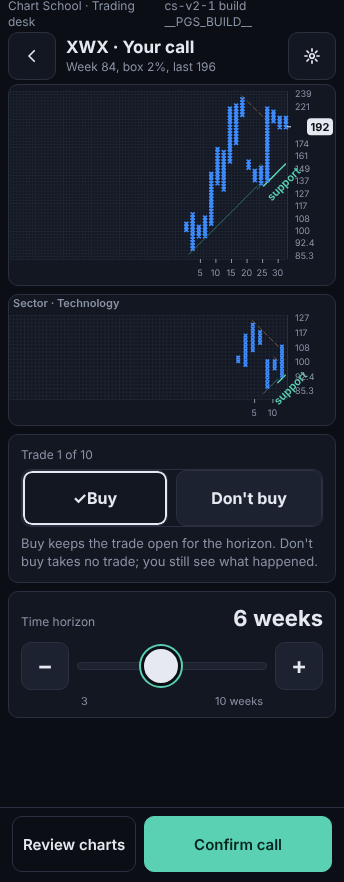 Chart School · Trading desk
cs-v2-1 build __PGS_BUILD__
XWX · Your call
Week 84, box 2%, last 196
239
221
192
174
161
149
137
127
117
108
100
92.4
85.3
support
5 10 15 20 25 30
Sector · Technology
127
117
108
100
92.4
85.3
support
5 10
Trade 1 of 10
✓Buy
Don't buy
Buy keeps the trade open for the horizon. Don't
buy takes no trade; you still see what happened.
Time horizon
6 weeks
−
+
3
10 weeks
Review charts
Confirm call